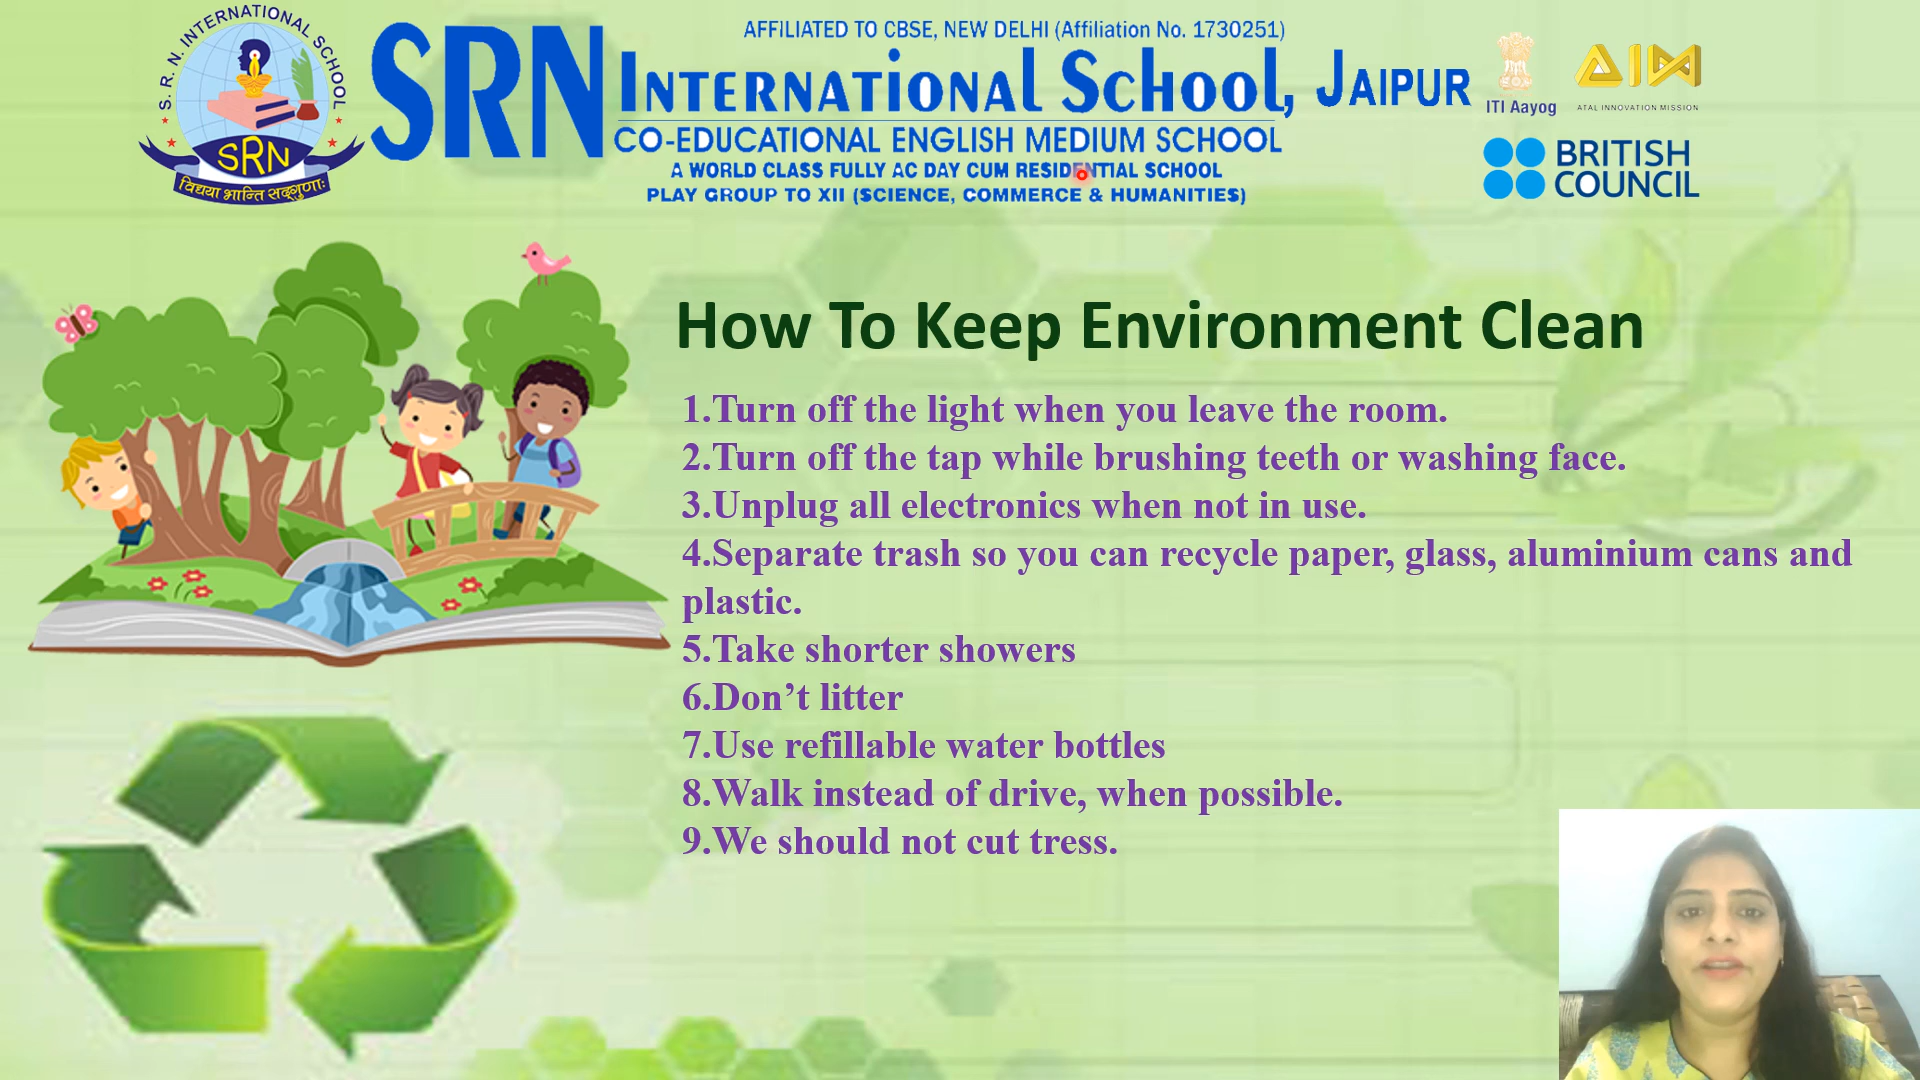 S. R. N. INTERNATIONAL SCHOOL
SRN
विद्यया भान्ति सद्गुणाः
AFFILIATED TO CBSE, NEW DELHI (Affiliation No. 1730251)
SRN INTERNATIONAL SCHOOL, JAIPUR
CO-EDUCATIONAL ENGLISH MEDIUM SCHOOL
A WORLD CLASS FULLY AC DAY CUM RESIDENTIAL SCHOOL
PLAY GROUP TO XII (SCIENCE, COMMERCE & HUMANITIES)
ITI Aayog
AIM
ATAL INNOVATION MISSION
BRITISH
COUNCIL
How To Keep Environment Clean
1.Turn off the light when you leave the room.
2.Turn off the tap while brushing teeth or washing face.
3.Unplug all electronics when not in use.
4.Separate trash so you can recycle paper, glass, aluminium cans and
plastic.
5.Take shorter showers
6.Don’t litter
7.Use refillable water bottles
8.Walk instead of drive, when possible.
9.We should not cut tress.